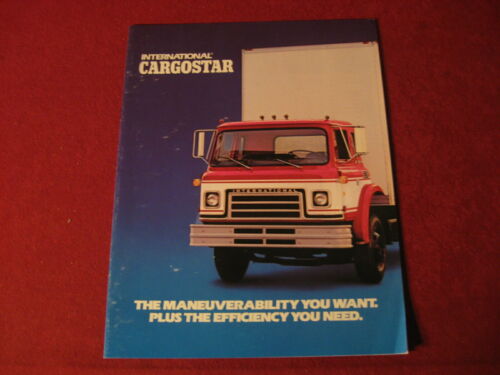 INTERNATIONAL®
CARGOSTAR
INTERNATIONAL
THE MANEUVERABILITY YOU WANT.
PLUS THE EFFICIENCY YOU NEED.